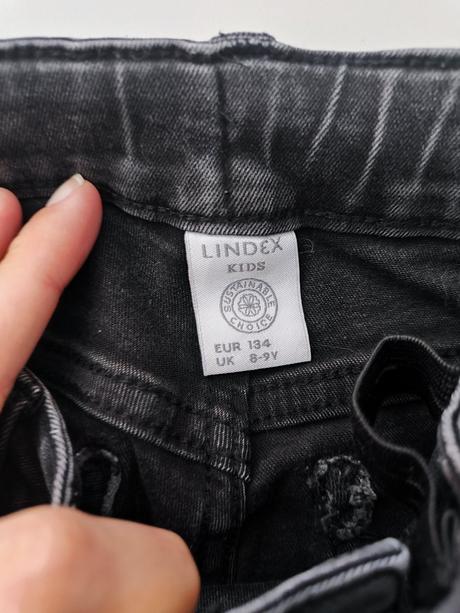 LINDEX
KIDS
SUSTAINABLE
CHOICE
EUR 134
UK 8-9Y